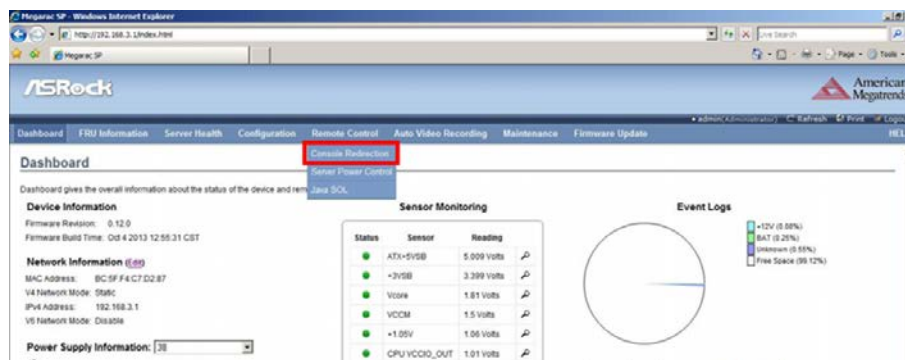 Megarac SP - Windows Internet Explorer
http://192.168.3.1/index.html
Live Search
Megarac SP
Page
Tools
ASRock
American Megatrends
admin(Administrator) Refresh Print Logout
Dashboard FRU Information Server Health Configuration Remote Control Auto Video Recording Maintenance Firmware Update HEL
Console Redirection
Server Power Control
Java SOL
Dashboard
Dashboard gives the overall information about the status of the device and rem
Device Information
Firmware Revision: 0.12.0
Firmware Build Time: Oct 4 2013 12:55:31 CST
Network Information (Edit)
MAC Address: BC:5F:F4:C7:D2:87
V4 Network Mode: Static
IPv4 Address: 192.168.3.1
V6 Network Mode: Disable
Power Supply Information:
Sensor Monitoring
Status Sensor Reading
ATX+5VSB 5.009 Volts
+3VSB 3.399 Volts
Vcore 1.81 Volts
VCCM 1.5 Volts
+1.05V 1.06 Volts
CPU VCCIO_OUT 1.01 Volts
Event Logs
+12V (0.08%)
BAT (0.25%)
Unknown (0.55%)
Free Space (99.12%)